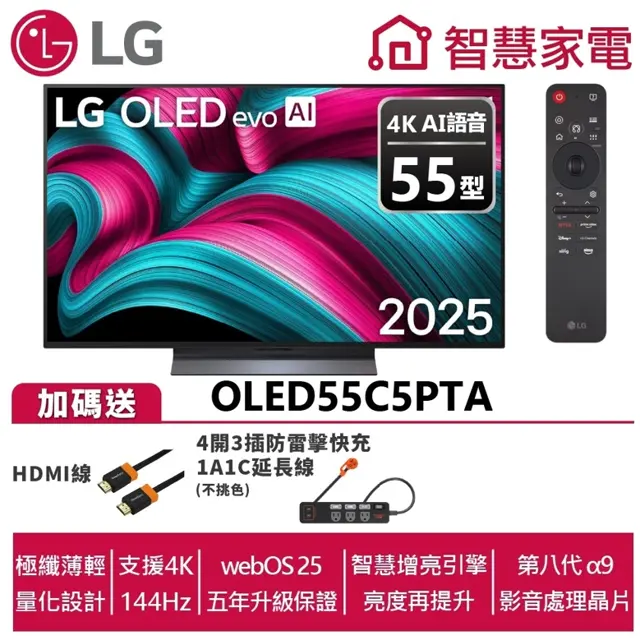 LG
智慧家電
LG OLED evo AI
4K AI語音
55型
2025
LG
加碼送
OLED55C5PTA
HDMI線
4開3插防雷擊快充
1A1C延長線
(不挑色)
極纖薄輕
量化設計
支援4K
144Hz
webOS 25
五年升級保證
智慧增亮引擎
亮度再提升
第八代 α9
影音處理晶片